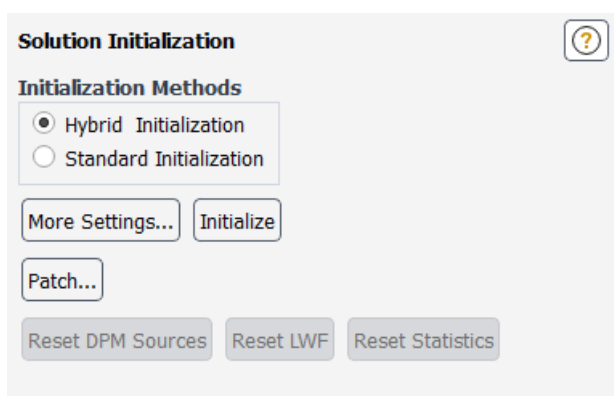 Solution Initialization
?
Initialization Methods
Hybrid Initialization
Standard Initialization
More Settings... Initialize
Patch...
Reset DPM Sources Reset LWF Reset Statistics